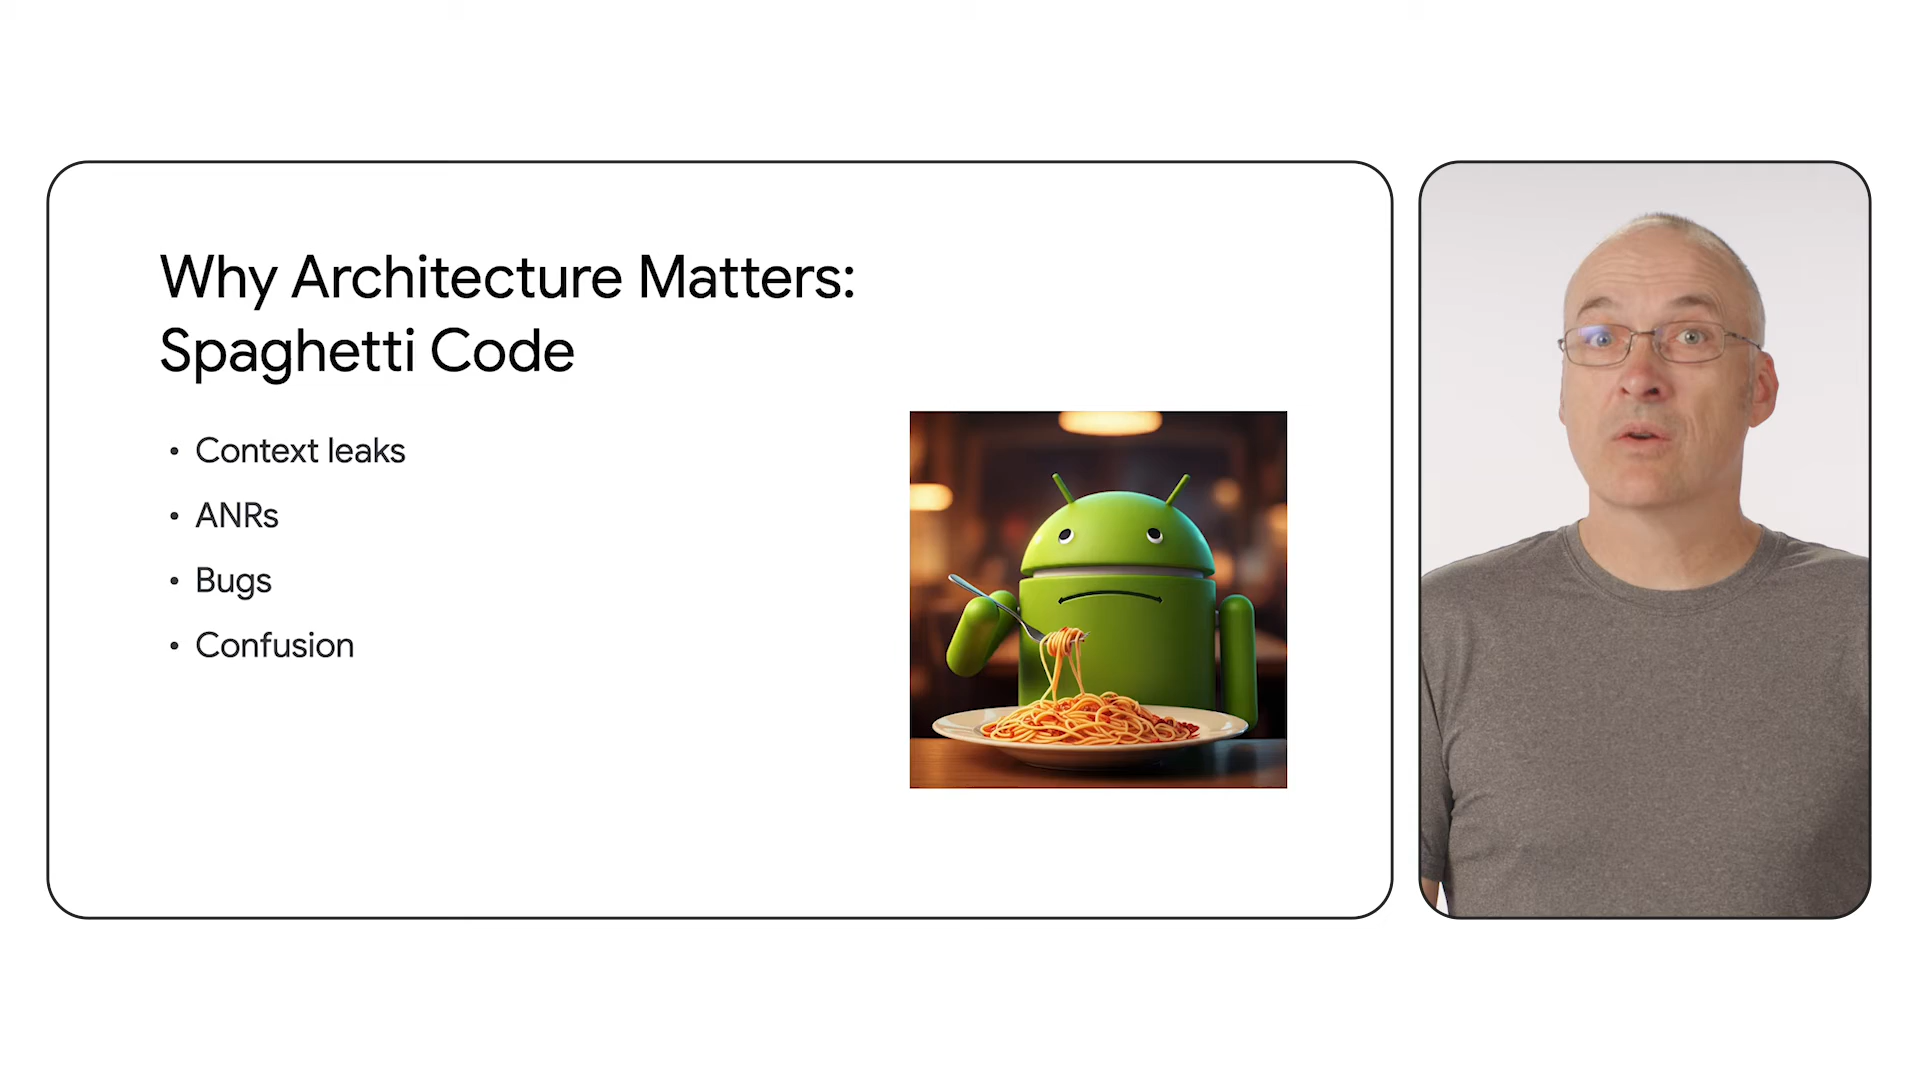 Why Architecture Matters:
Spaghetti Code
• Context leaks
• ANRs
• Bugs
• Confusion